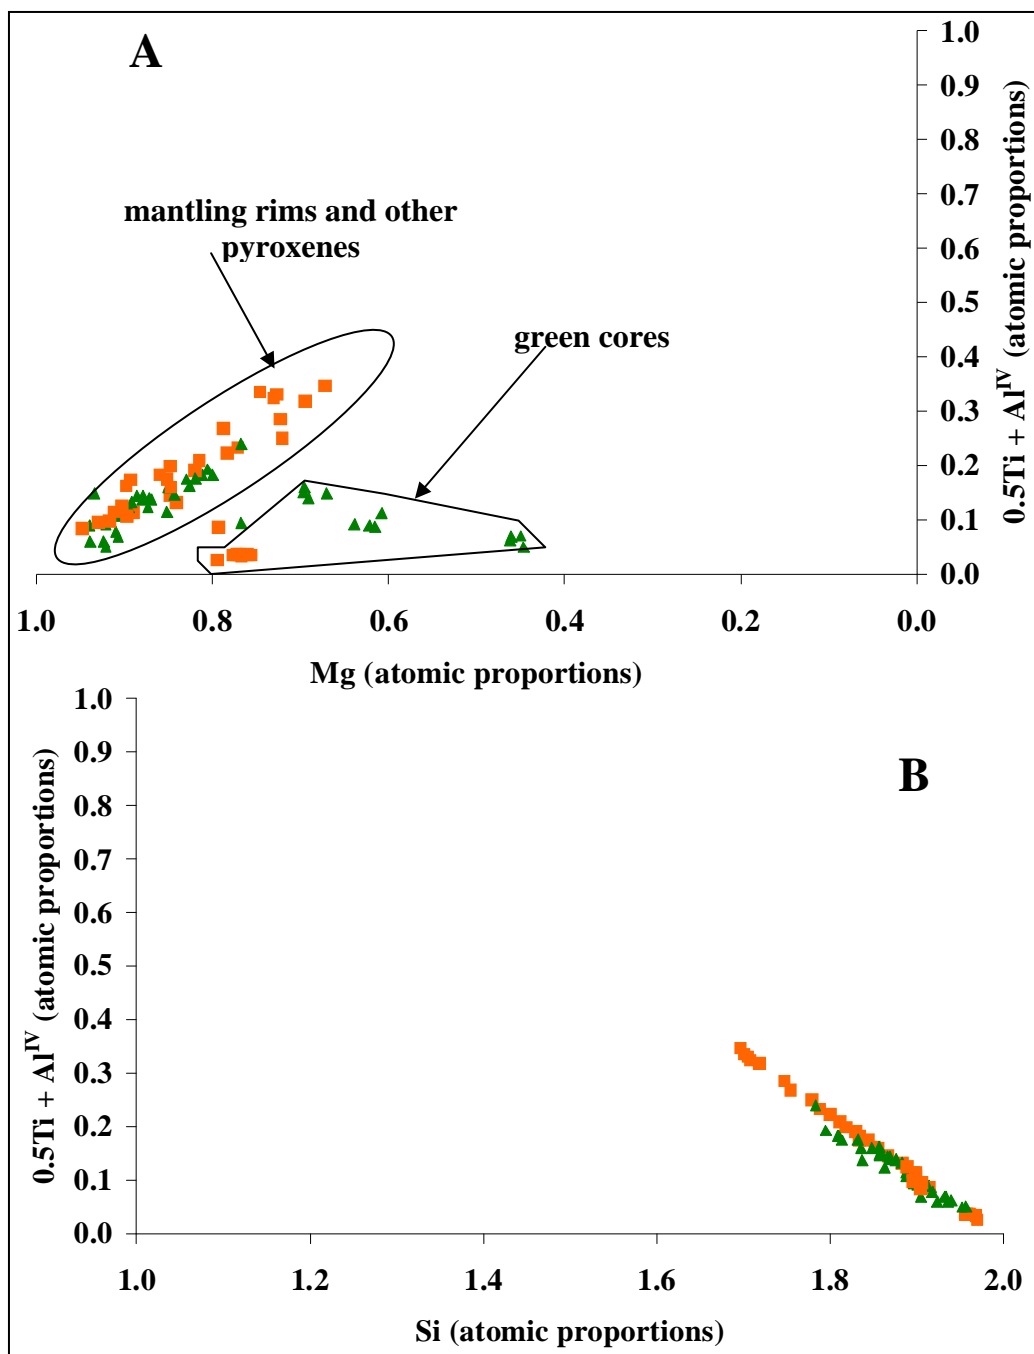 A
1.0
0.9
0.8
0.7
0.6
0.5
0.4
0.3
0.2
0.1
0.0
0.5Ti + Al^IV (atomic proportions)
mantling rims and other
pyroxenes
green cores
1.0 0.8 0.6 0.4 0.2 0.0
Mg (atomic proportions)
B
1.0
0.9
0.8
0.7
0.6
0.5
0.4
0.3
0.2
0.1
0.0
0.5Ti + Al^IV (atomic proportions)
1.0 1.2 1.4 1.6 1.8 2.0
Si (atomic proportions)